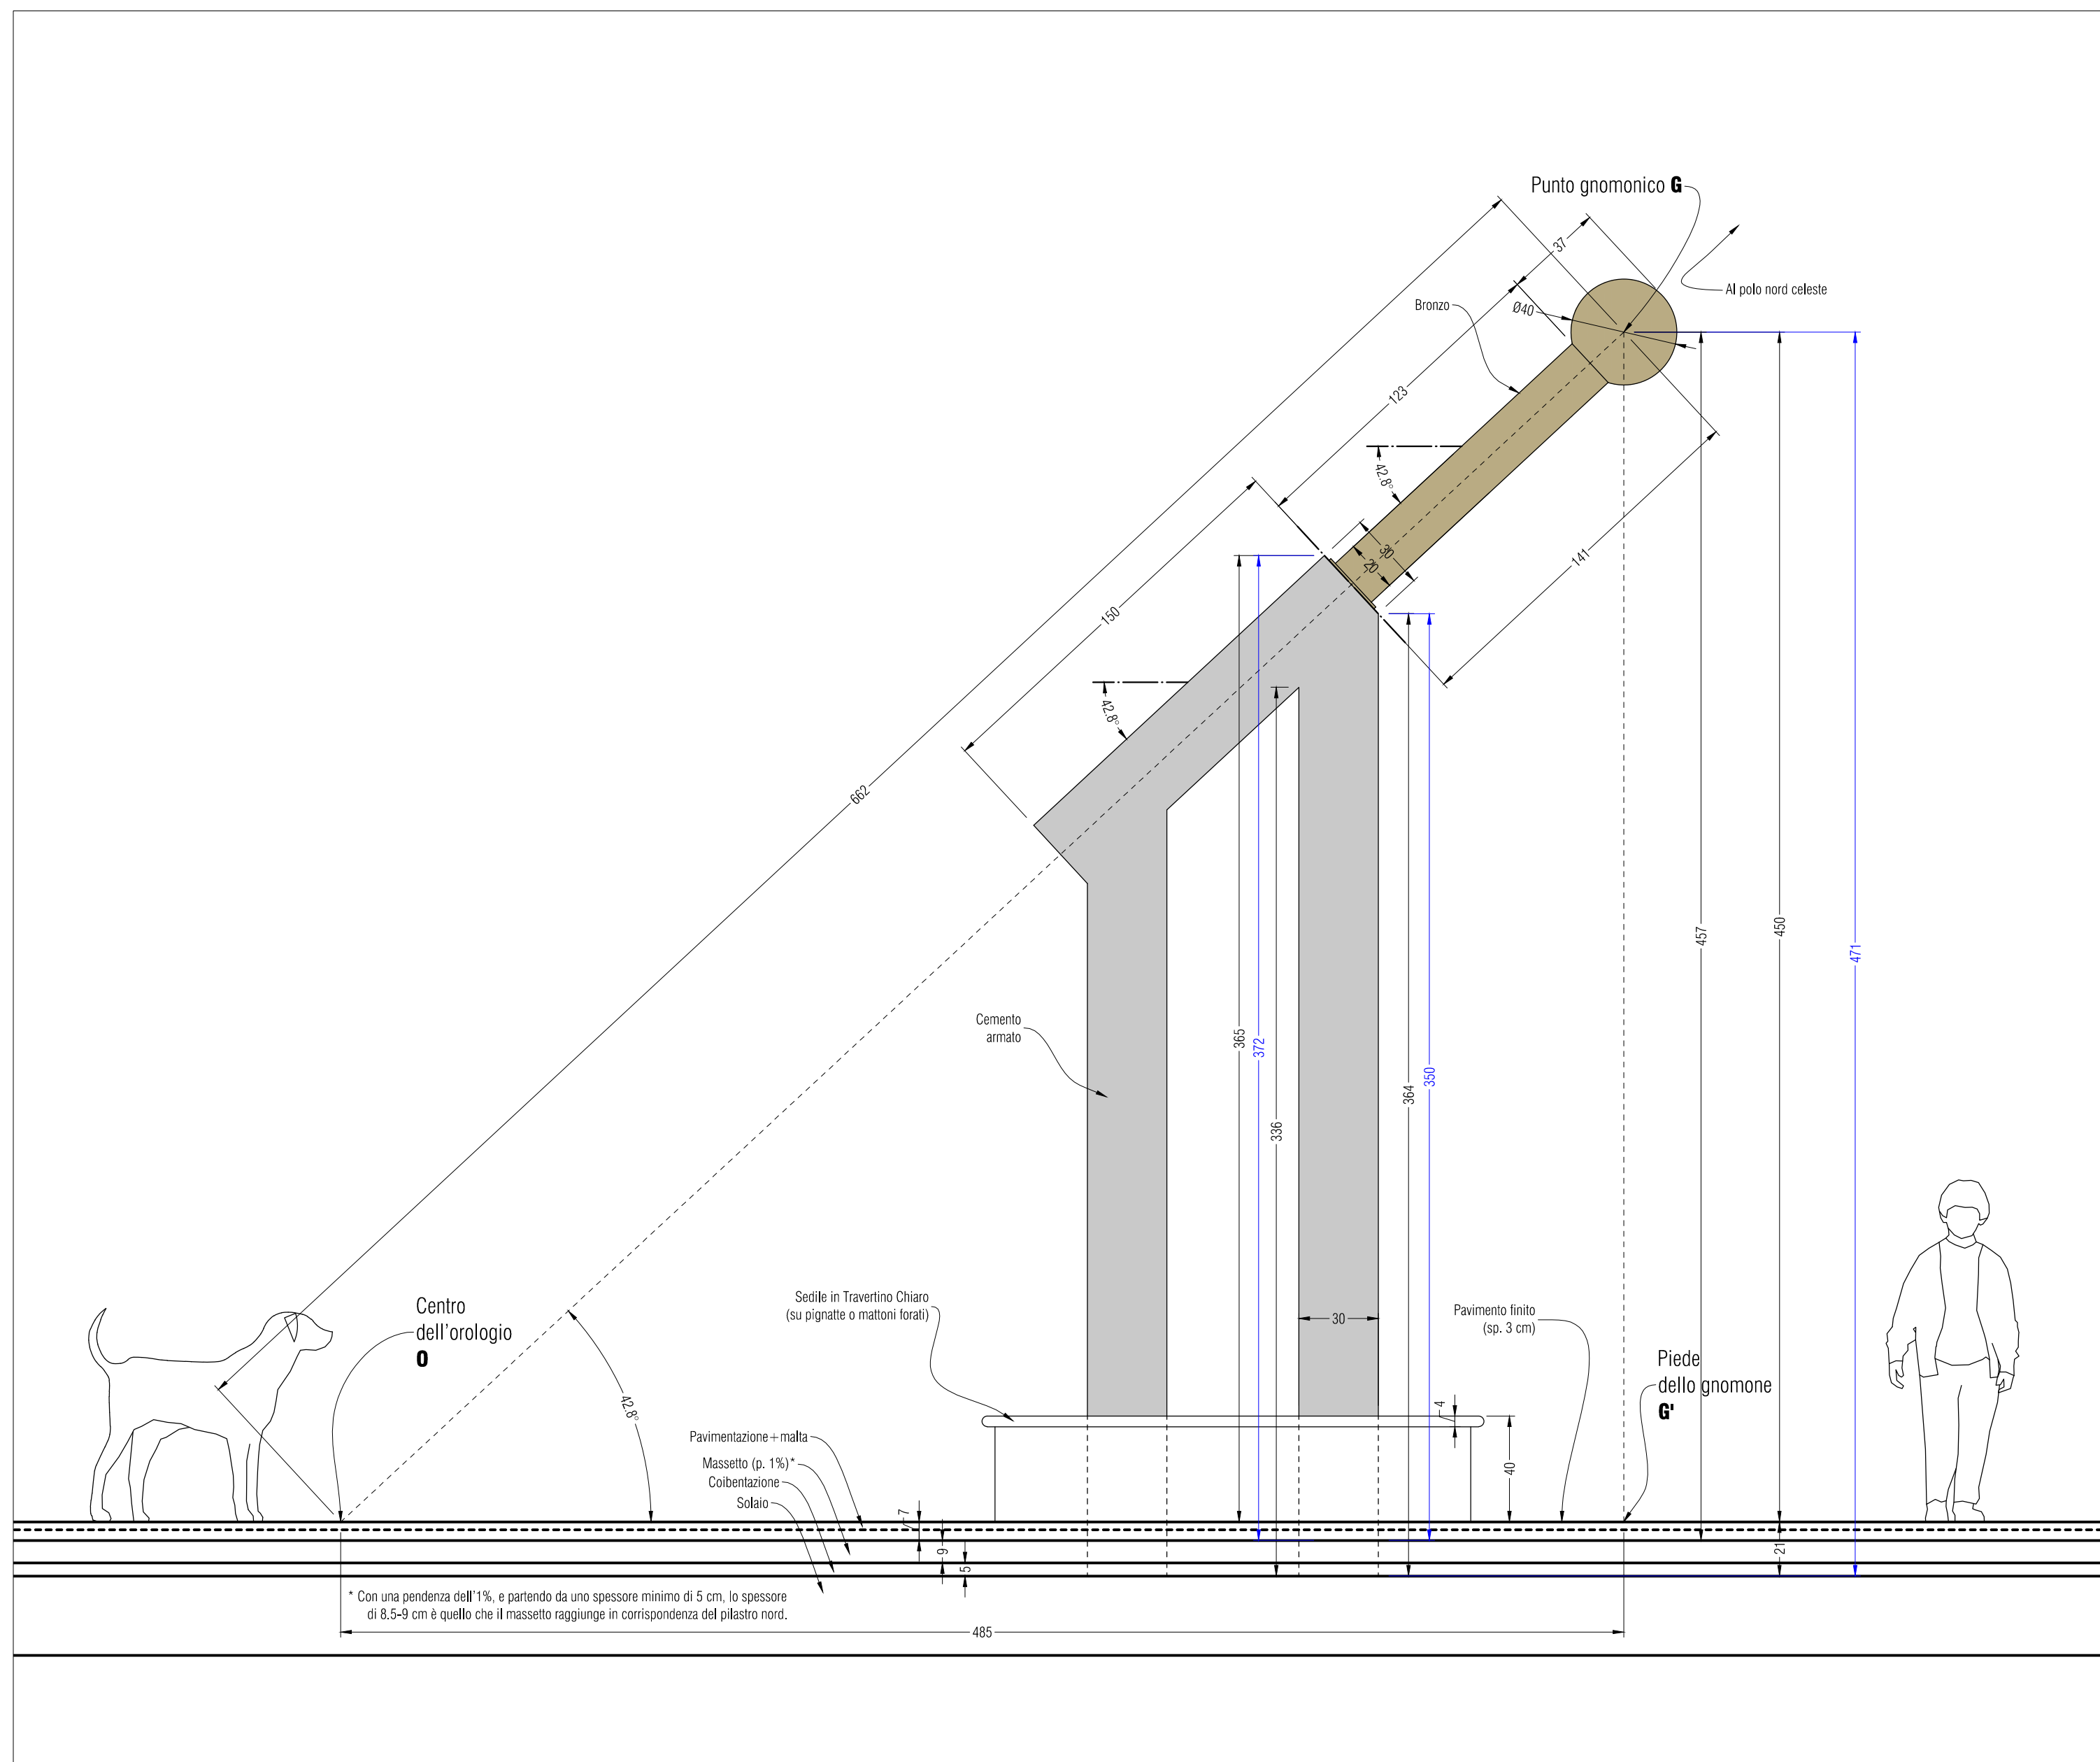 Punto gnomonico G
37
Al polo nord celeste
Bronzo
Ø40
123
42.8°
141
30
20
150
42.8°
662
457
450
471
Cemento
armato
365
372
364
350
336
Sedile in Travertino Chiaro
(su pignatte o mattoni forati)
Centro
dell'orologio
O
Pavimento finito
(sp. 3 cm)
30
Piede
dello gnomone
G'
42.8°
4
Pavimentazione+malta
Massetto (p. 1%)*
Coibentazione
Solaio
40
7
9
5
21
* Con una pendenza dell'1%, e partendo da uno spessore minimo di 5 cm, lo spessore
di 8.5-9 cm è quello che il massetto raggiunge in corrispondenza del pilastro nord.
485